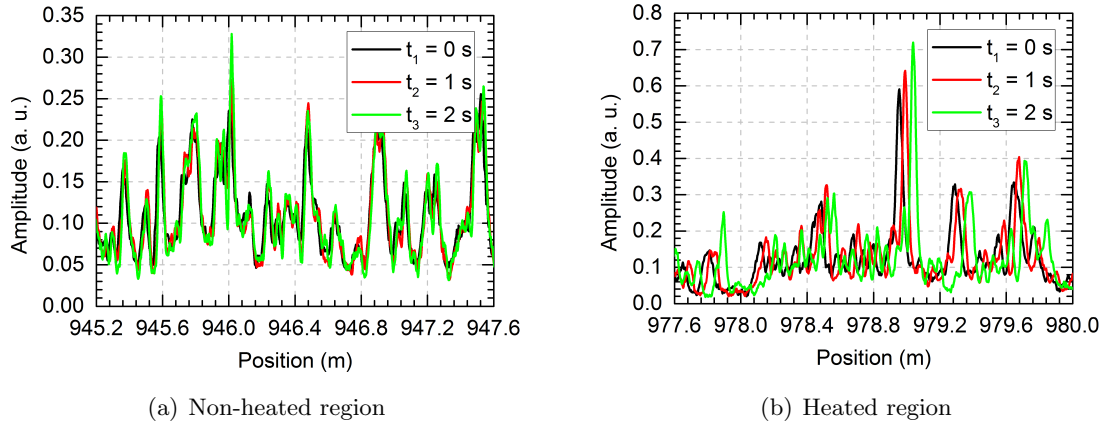 0.35
0.30
0.25
0.20
0.15
0.10
0.05
0.00
Amplitude (a. u.)
t₁ = 0 s
t₂ = 1 s
t₃ = 2 s
945.2 945.6 946.0 946.4 946.8 947.2 947.6
Position (m)
(a) Non-heated region
0.8
0.7
0.6
0.5
0.4
0.3
0.2
0.1
0.0
Amplitude (a. u.)
t₁ = 0 s
t₂ = 1 s
t₃ = 2 s
977.6 978.0 978.4 978.8 979.2 979.6 980.0
Position (m)
(b) Heated region